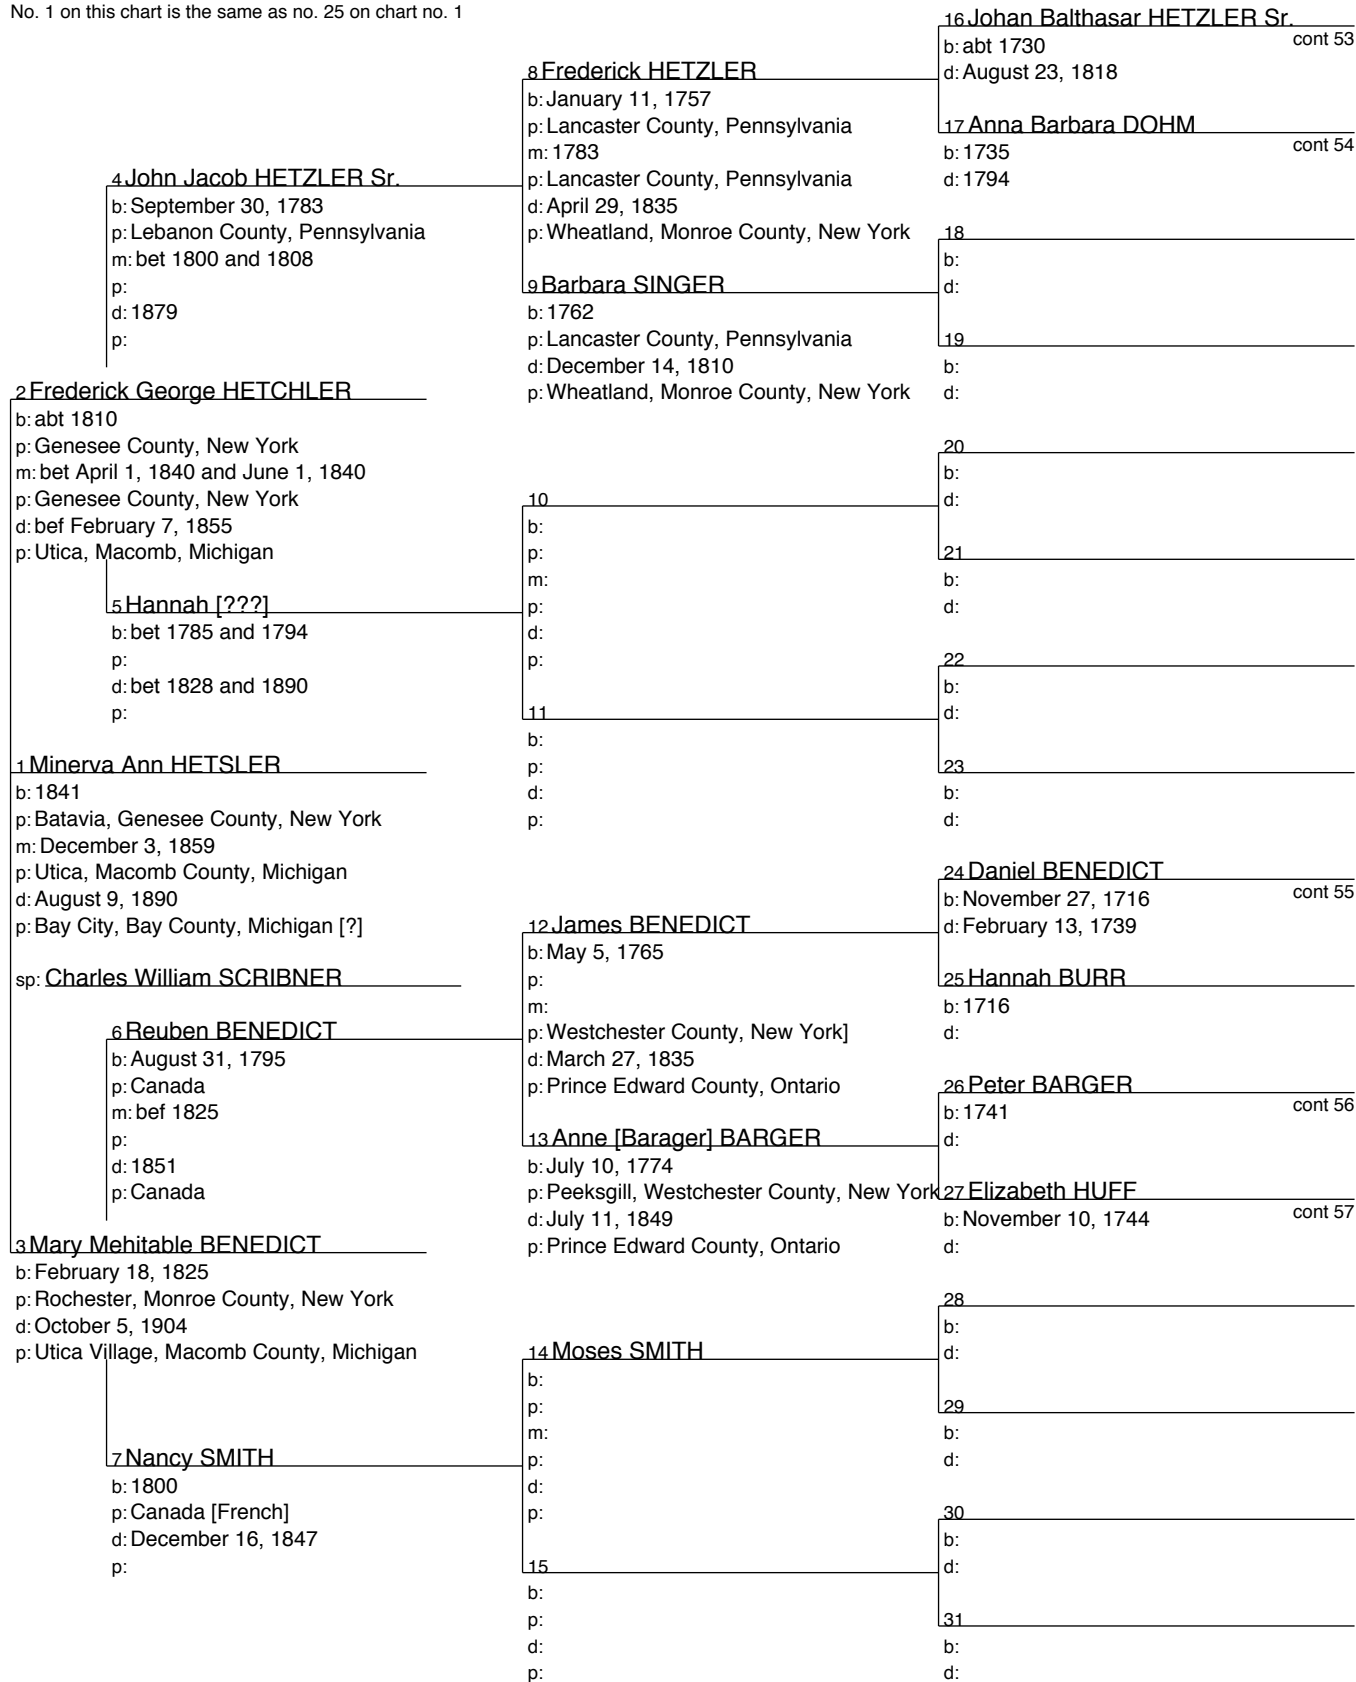 No. 1 on this chart is the same as no. 25 on chart no. 1
16 Johan Balthasar HETZLER Sr.
cont 53
b: abt 1730
d: August 23, 1818
8 Frederick HETZLER
b: January 11, 1757
p: Lancaster County, Pennsylvania
m: 1783
p: Lancaster County, Pennsylvania
d: April 29, 1835
p: Wheatland, Monroe County, New York
17 Anna Barbara DOHM
cont 54
b: 1735
d: 1794
4 John Jacob HETZLER Sr.
b: September 30, 1783
p: Lebanon County, Pennsylvania
m: bet 1800 and 1808
p:
d: 1879
p:
18
b:
d:
9 Barbara SINGER
b: 1762
p: Lancaster County, Pennsylvania
d: December 14, 1810
p: Wheatland, Monroe County, New York
19
b:
d:
2 Frederick George HETCHLER
b: abt 1810
p: Genesee County, New York
m: bet April 1, 1840 and June 1, 1840
p: Genesee County, New York
d: bef February 7, 1855
p: Utica, Macomb, Michigan
20
b:
d:
10
b:
p:
m:
p:
d:
p:
21
b:
d:
5 Hannah [???]
b: bet 1785 and 1794
p:
d: bet 1828 and 1890
p:
22
b:
d:
11
b:
p:
d:
p:
23
b:
d:
1 Minerva Ann HETSLER
b: 1841
p: Batavia, Genesee County, New York
m: December 3, 1859
p: Utica, Macomb County, Michigan
d: August 9, 1890
p: Bay City, Bay County, Michigan [?]
sp: Charles William SCRIBNER
24 Daniel BENEDICT
cont 55
b: November 27, 1716
d: February 13, 1739
12 James BENEDICT
b: May 5, 1765
p:
m:
p: Westchester County, New York]
d: March 27, 1835
p: Prince Edward County, Ontario
25 Hannah BURR
b: 1716
d:
6 Reuben BENEDICT
b: August 31, 1795
p: Canada
m: bef 1825
p:
d: 1851
p: Canada
26 Peter BARGER
cont 56
b: 1741
d:
13 Anne [Barager] BARGER
b: July 10, 1774
p: Peeksgill, Westchester County, New York
d: July 11, 1849
p: Prince Edward County, Ontario
27 Elizabeth HUFF
cont 57
b: November 10, 1744
d:
3 Mary Mehitable BENEDICT
b: February 18, 1825
p: Rochester, Monroe County, New York
d: October 5, 1904
p: Utica Village, Macomb County, Michigan
28
b:
d:
14 Moses SMITH
b:
p:
m:
p:
d:
p:
29
b:
d:
7 Nancy SMITH
b: 1800
p: Canada [French]
d: December 16, 1847
p:
30
b:
d:
15
b:
p:
d:
p:
31
b:
d: